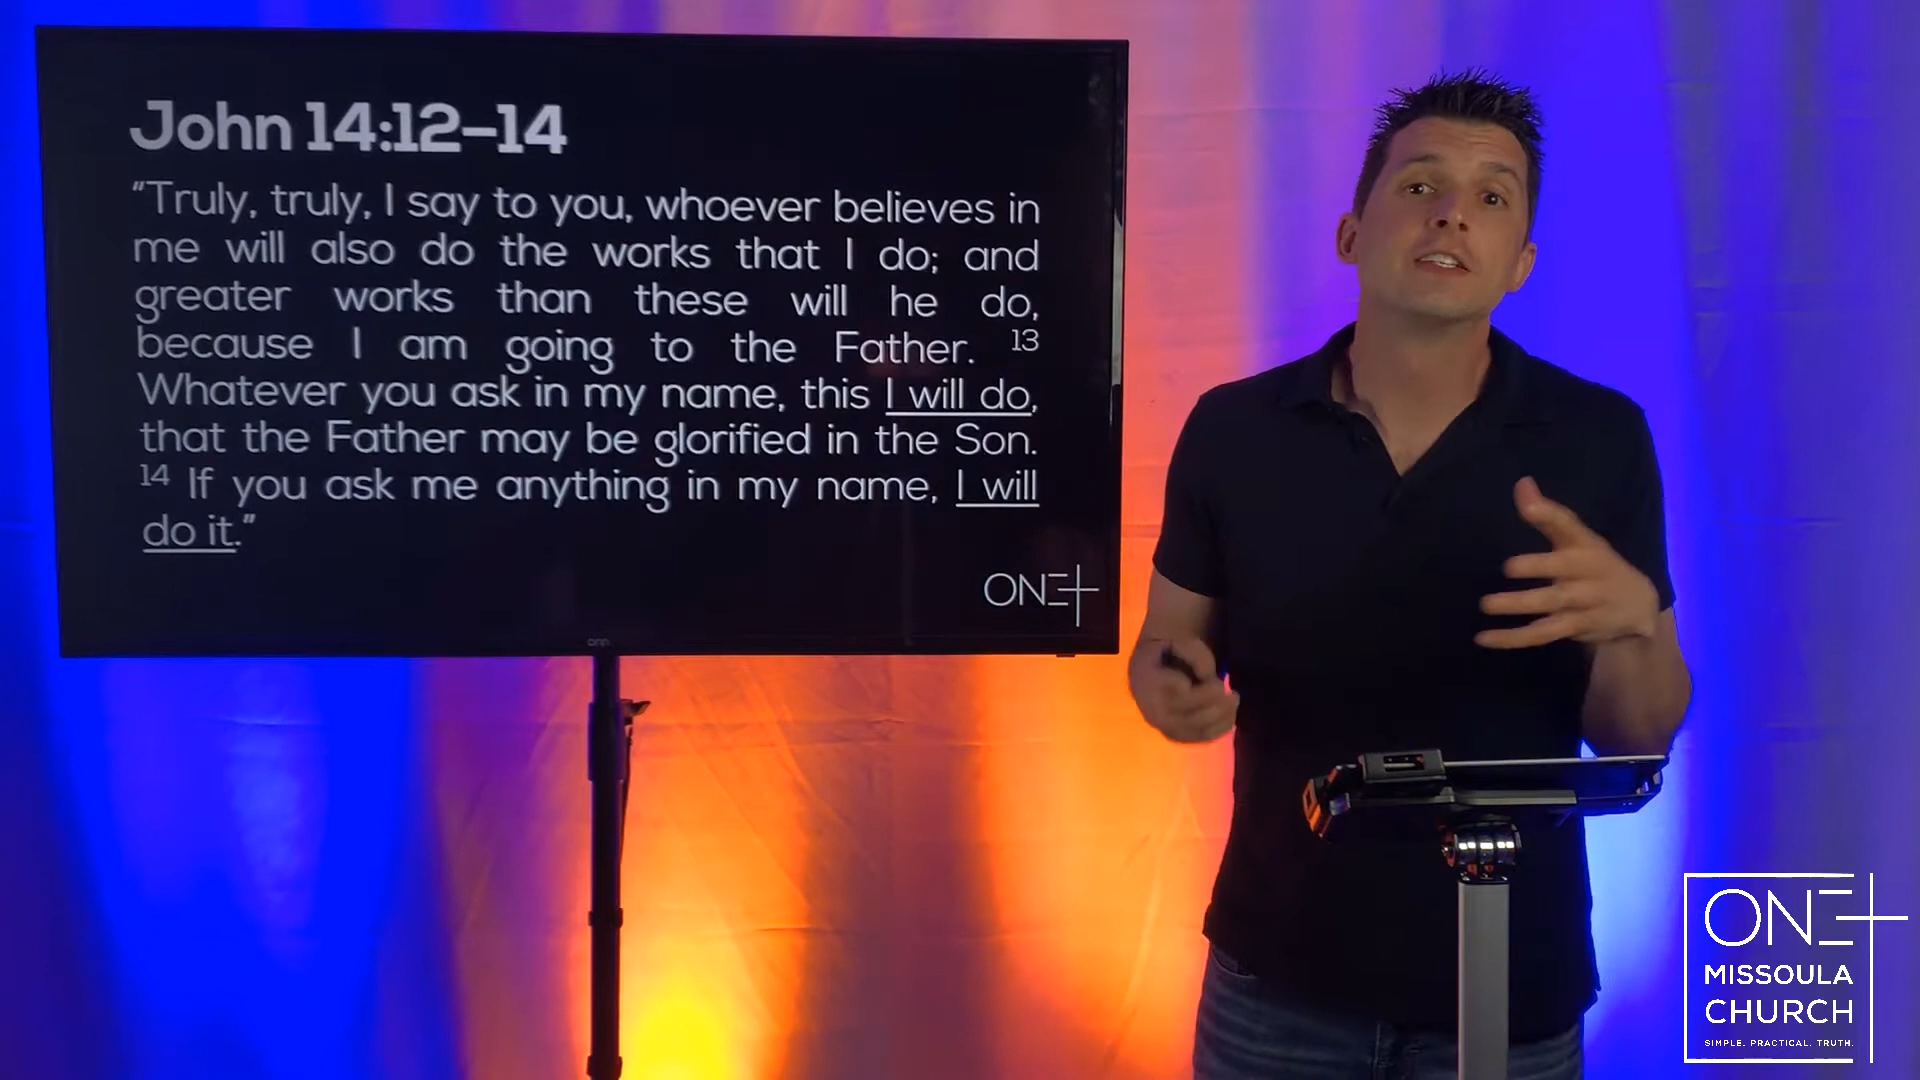 John 14:12–14
“Truly, truly, I say to you, whoever believes in
me will also do the works that I do; and
greater works than these will he do,
because I am going to the Father. 13
Whatever you ask in my name, this I will do,
that the Father may be glorified in the Son.
14 If you ask me anything in my name, I will
do it.”
ONE
onn.
ONE
MISSOULA
CHURCH
SIMPLE. PRACTICAL. TRUTH.